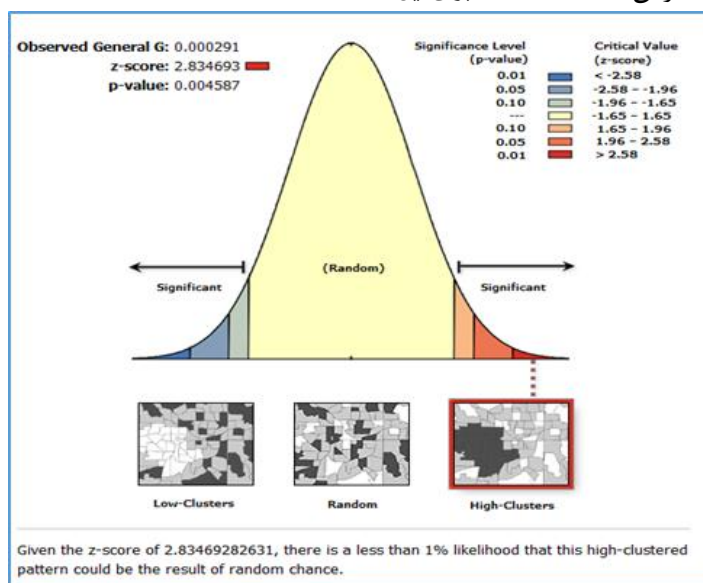 Observed General G: 0.000291
z-score: 2.834693
p-value: 0.004587
Significance Level Critical Value
(p-value) (z-score)
0.01 < -2.58
0.05 -2.58 – -1.96
0.10 -1.96 – -1.65
--- -1.65 – 1.65
0.10 1.65 – 1.96
0.05 1.96 – 2.58
0.01 > 2.58
(Random)
Significant Significant
Low-Clusters Random High-Clusters
Given the z-score of 2.83469282631, there is a less than 1% likelihood that this high-clustered
pattern could be the result of random chance.